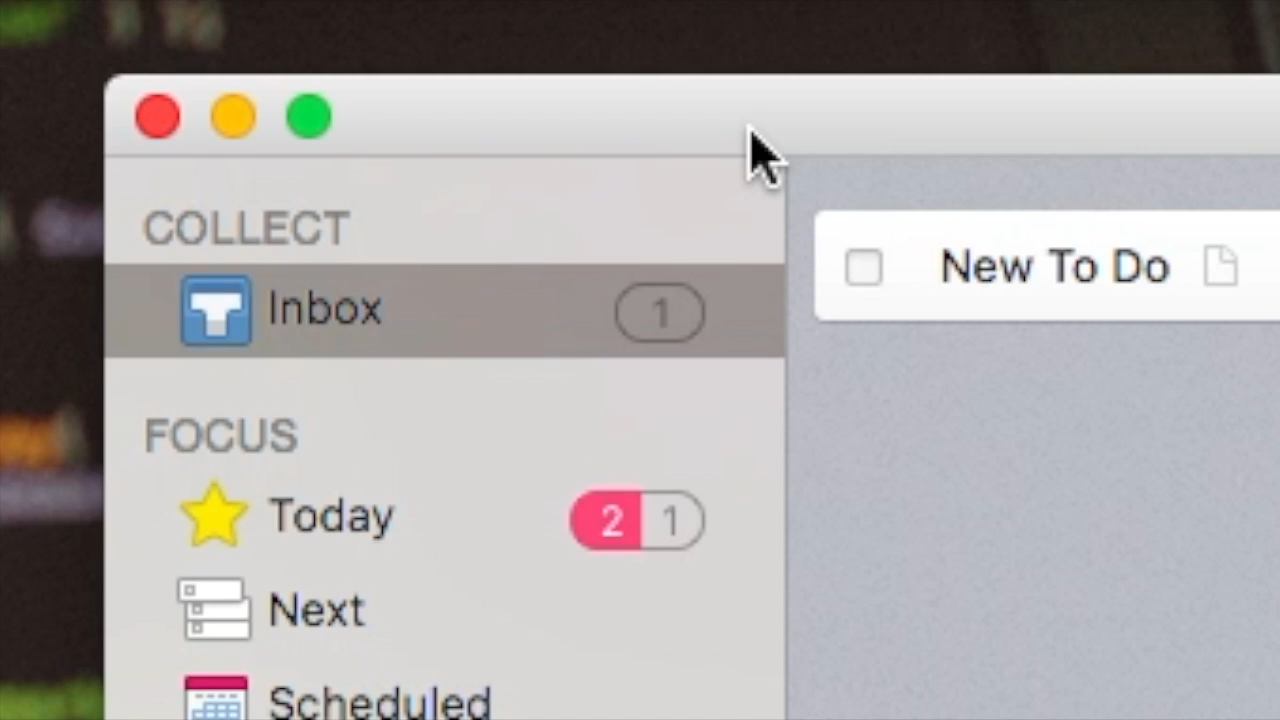 COLLECT
Inbox 1
New To Do
FOCUS
Today 2 1
Next
Scheduled